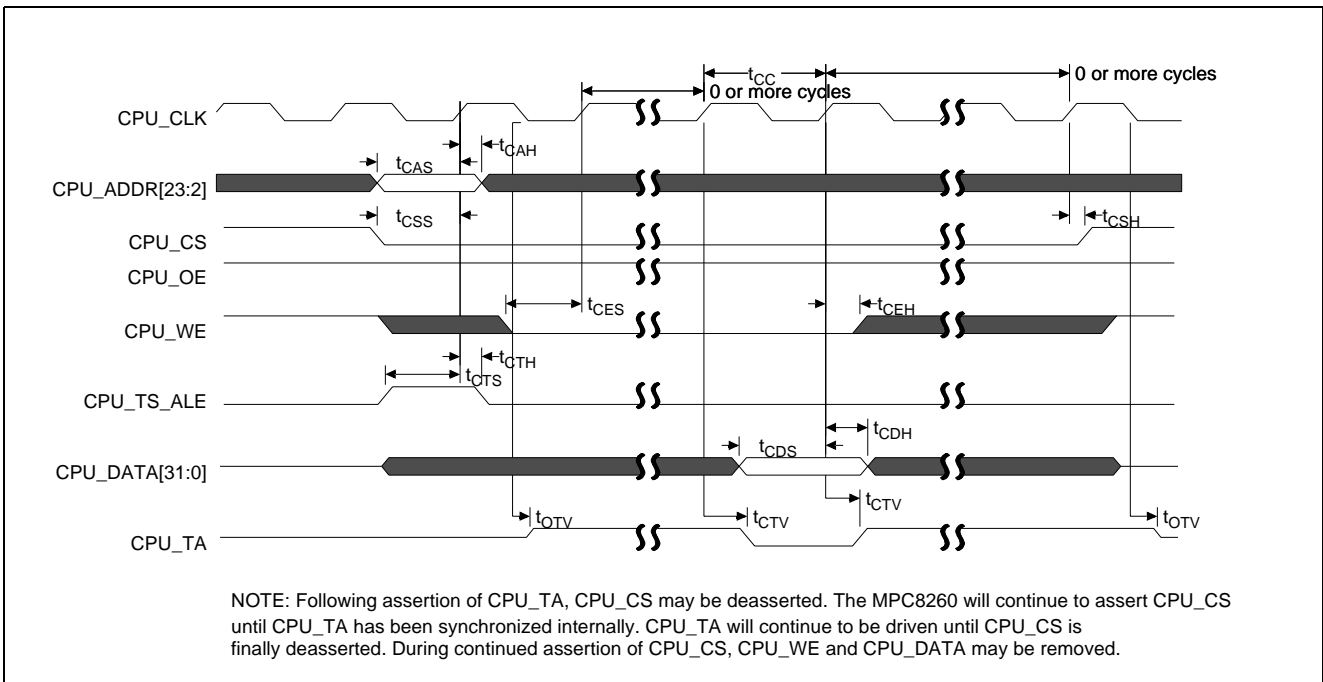 tCC
0 or more cycles
0 or more cycles
CPU_CLK
tCAH
tCAS
CPU_ADDR[23:2]
tCSS
tCSH
CPU_CS
CPU_OE
tCES
tCEH
CPU_WE
tCTH
tCTS
CPU_TS_ALE
tCDH
tCDS
CPU_DATA[31:0]
tCTV
tOTV
tCTV
tOTV
CPU_TA
NOTE: Following assertion of CPU_TA, CPU_CS may be deasserted. The MPC8260 will continue to assert CPU_CS
until CPU_TA has been synchronized internally. CPU_TA will continue to be driven until CPU_CS is
finally deasserted. During continued assertion of CPU_CS, CPU_WE and CPU_DATA may be removed.